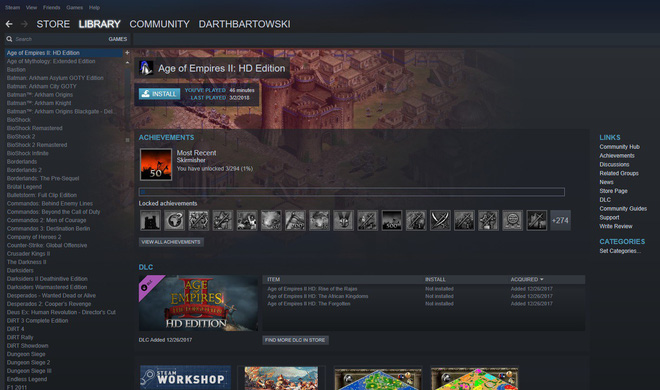 Steam View Friends Games Help
STORE LIBRARY COMMUNITY DARTHBARTOWSKI
Search GAMES
Age of Empires II: HD Edition
Age of Mythology: Extended Edition
Bastion
Batman: Arkham Asylum GOTY Edition
Batman: Arkham City GOTY
Batman™: Arkham Origins
Batman™: Arkham Knight
Batman™: Arkham Origins Blackgate - Del
BioShock
BioShock Remastered
BioShock 2
BioShock 2 Remastered
BioShock Infinite
Borderlands
Borderlands 2
Borderlands: The Pre-Sequel
Brütal Legend
Bulletstorm: Full Clip Edition
Commandos: Behind Enemy Lines
Commandos: Beyond the Call of Duty
Commandos 2: Men of Courage
Commandos 3: Destination Berlin
Company of Heroes 2
Counter-Strike: Global Offensive
Crusader Kings II
The Darkness II
Darksiders
Darksiders II Deathinitive Edition
Darksiders Warmastered Edition
Desperados - Wanted Dead or Alive
Desperados 2: Cooper's Revenge
Deus Ex: Human Revolution - Director's Cut
DiRT 3 Complete Edition
DiRT 4
DiRT Rally
DiRT Showdown
Dungeon Siege
Dungeon Siege 2
Dungeon Siege III
Endless Legend
F1 2011
Age of Empires II: HD Edition
INSTALL
YOU'VE PLAYED 46 minutes
LAST PLAYED 3/2/2018
ACHIEVEMENTS
50
Most Recent
Skirmisher
You have unlocked 3/294 (1%)
Locked achievements
+274
VIEW ALL ACHIEVEMENTS
DLC
DLC
AGE OF
EMPIRES II
HD EDITION
DLC Added 12/26/2017
ITEM INSTALL ACQUIRED
Age of Empires II HD: Rise of the Rajas Not installed Added 12/26/2017
Age of Empires II HD: The African Kingdoms Not installed Added 12/26/2017
Age of Empires II HD: The Forgotten Not installed Added 12/26/2017
FIND MORE DLC IN STORE
STEAM
WORKSHOP
LINKS
Community Hub
Achievements
Discussions
Related Groups
News
Store Page
DLC
Community Guides
Support
Write Review
CATEGORIES
Set Categories...